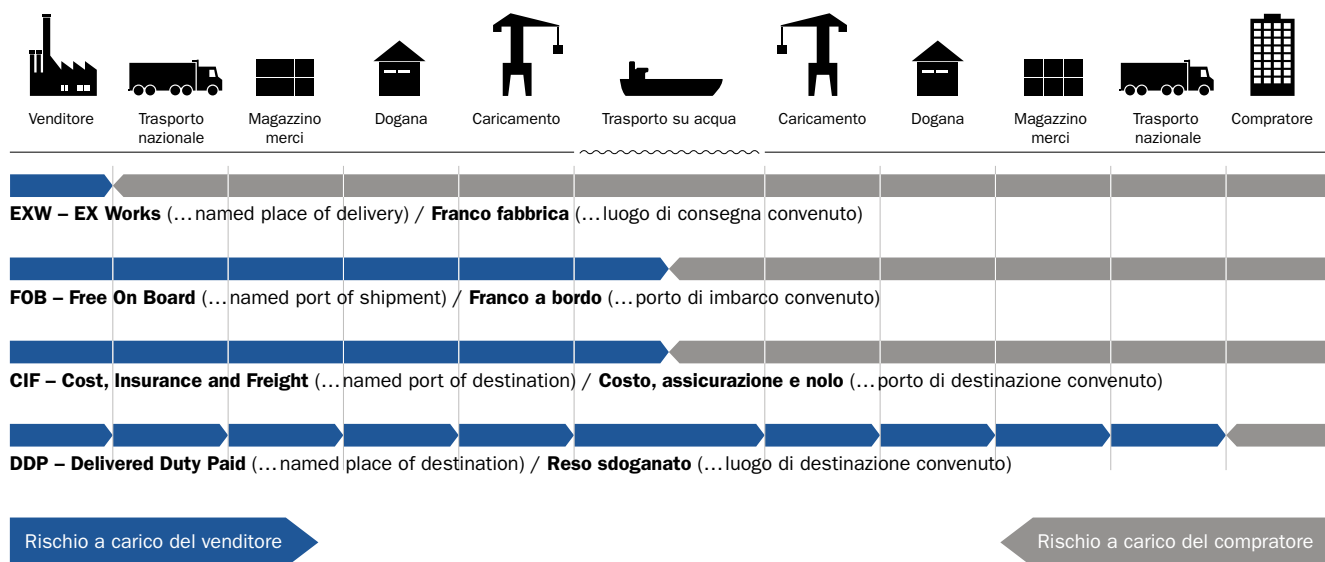 Venditore
Trasporto
nazionale
Magazzino
merci
Dogana
Caricamento
Trasporto su acqua
Caricamento
Dogana
Magazzino
merci
Trasporto
nazionale
Compratore
EXW – EX Works (…named place of delivery) / Franco fabbrica (…luogo di consegna convenuto)
FOB – Free On Board (…named port of shipment) / Franco a bordo (…porto di imbarco convenuto)
CIF – Cost, Insurance and Freight (…named port of destination) / Costo, assicurazione e nolo (…porto di destinazione convenuto)
DDP – Delivered Duty Paid (…named place of destination) / Reso sdoganato (…luogo di destinazione convenuto)
Rischio a carico del venditore
Rischio a carico del compratore